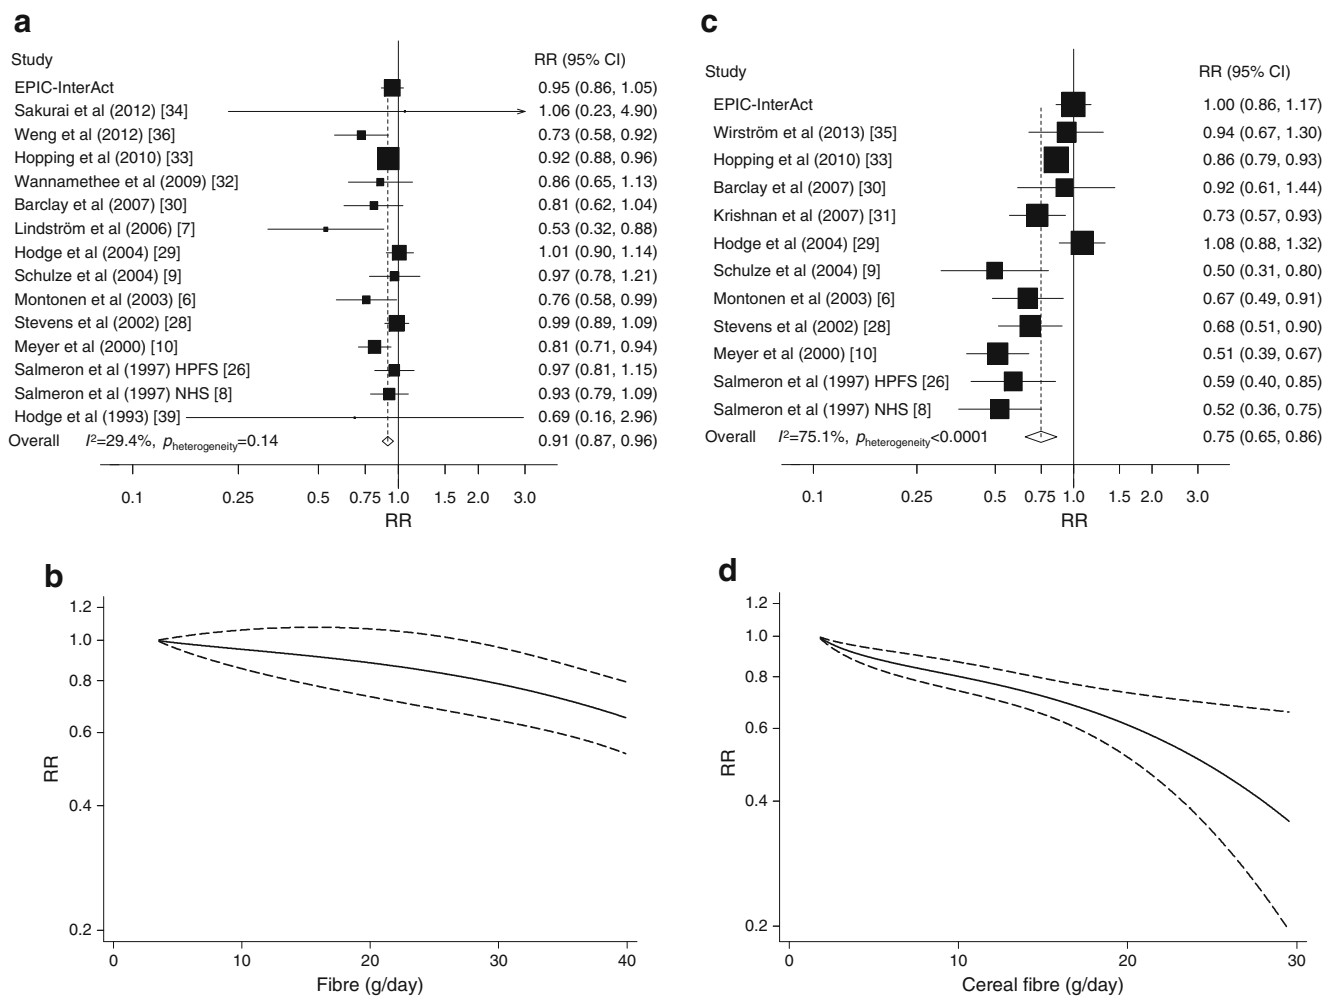 a
Study RR (95% CI)
EPIC-InterAct 0.95 (0.86, 1.05)
Sakurai et al (2012) [34] 1.06 (0.23, 4.90)
Weng et al (2012) [36] 0.73 (0.58, 0.92)
Hopping et al (2010) [33] 0.92 (0.88, 0.96)
Wannamethee et al (2009) [32] 0.86 (0.65, 1.13)
Barclay et al (2007) [30] 0.81 (0.62, 1.04)
Lindström et al (2006) [7] 0.53 (0.32, 0.88)
Hodge et al (2004) [29] 1.01 (0.90, 1.14)
Schulze et al (2004) [9] 0.97 (0.78, 1.21)
Montonen et al (2003) [6] 0.76 (0.58, 0.99)
Stevens et al (2002) [28] 0.99 (0.89, 1.09)
Meyer et al (2000) [10] 0.81 (0.71, 0.94)
Salmeron et al (1997) HPFS [26] 0.97 (0.81, 1.15)
Salmeron et al (1997) NHS [8] 0.93 (0.79, 1.09)
Hodge et al (1993) [39] 0.69 (0.16, 2.96)
Overall I²=29.4%, pheterogeneity=0.14 0.91 (0.87, 0.96)
0.1 0.25 0.5 0.75 1.0 1.5 2.0 3.0
RR
c
Study RR (95% CI)
EPIC-InterAct 1.00 (0.86, 1.17)
Wirström et al (2013) [35] 0.94 (0.67, 1.30)
Hopping et al (2010) [33] 0.86 (0.79, 0.93)
Barclay et al (2007) [30] 0.92 (0.61, 1.44)
Krishnan et al (2007) [31] 0.73 (0.57, 0.93)
Hodge et al (2004) [29] 1.08 (0.88, 1.32)
Schulze et al (2004) [9] 0.50 (0.31, 0.80)
Montonen et al (2003) [6] 0.67 (0.49, 0.91)
Stevens et al (2002) [28] 0.68 (0.51, 0.90)
Meyer et al (2000) [10] 0.51 (0.39, 0.67)
Salmeron et al (1997) HPFS [26] 0.59 (0.40, 0.85)
Salmeron et al (1997) NHS [8] 0.52 (0.36, 0.75)
Overall I²=75.1%, pheterogeneity<0.0001 0.75 (0.65, 0.86)
0.1 0.25 0.5 0.75 1.0 1.5 2.0 3.0
RR
b
1.2
1.0
0.8
0.6
0.4
0.2
RR
0 10 20 30 40
Fibre (g/day)
d
1.2
1.0
0.8
0.6
0.4
0.2
RR
0 10 20 30
Cereal fibre (g/day)